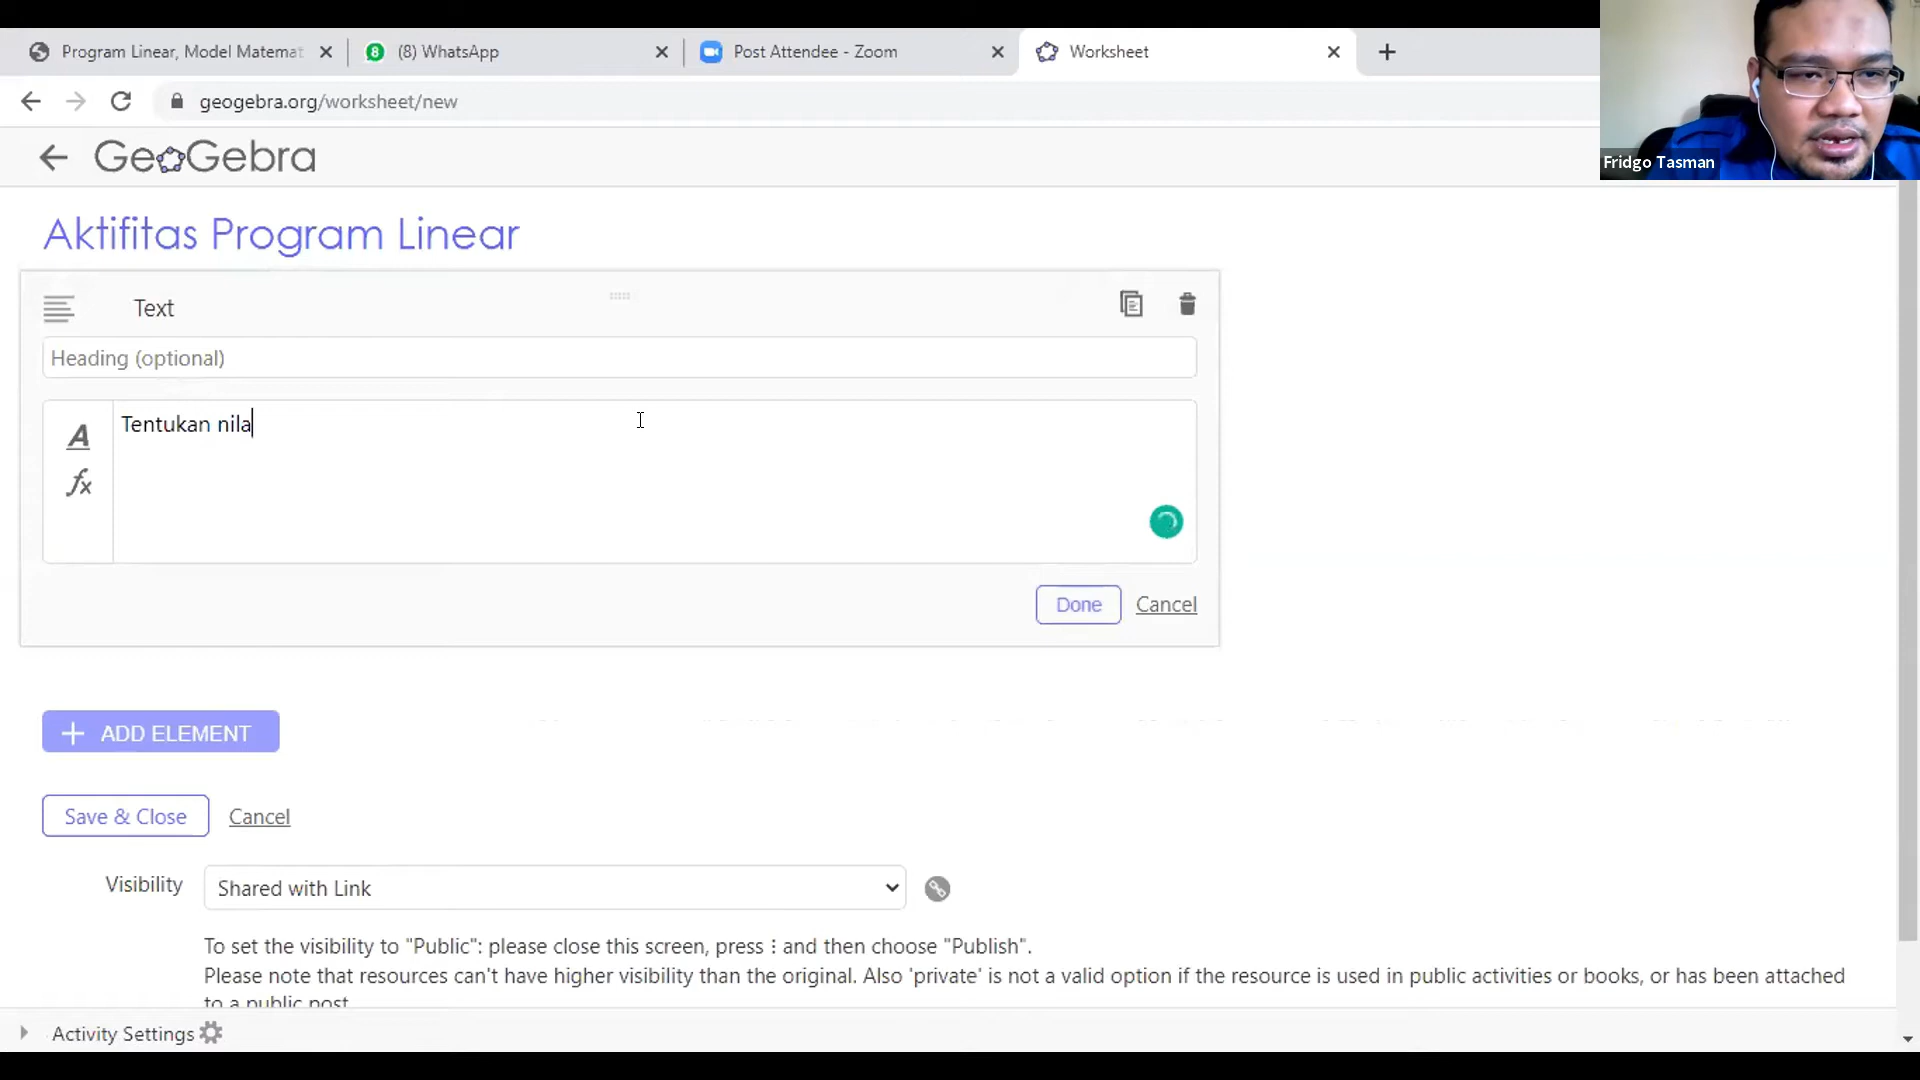 Program Linear, Model Matemat
8
(8) WhatsApp
Post Attendee - Zoom
Worksheet
geogebra.org/worksheet/new
Fridgo Tasman
GeoGebra
Aktifitas Program Linear
Text
Heading (optional)
A
Tentukan nila
fx
Done Cancel
+ ADD ELEMENT
Save & Close Cancel
Visibility Shared with Link
To set the visibility to "Public": please close this screen, press ⋮ and then choose "Publish".
Please note that resources can't have higher visibility than the original. Also 'private' is not a valid option if the resource is used in public activities or books, or has been attached
to a public post.
Activity Settings